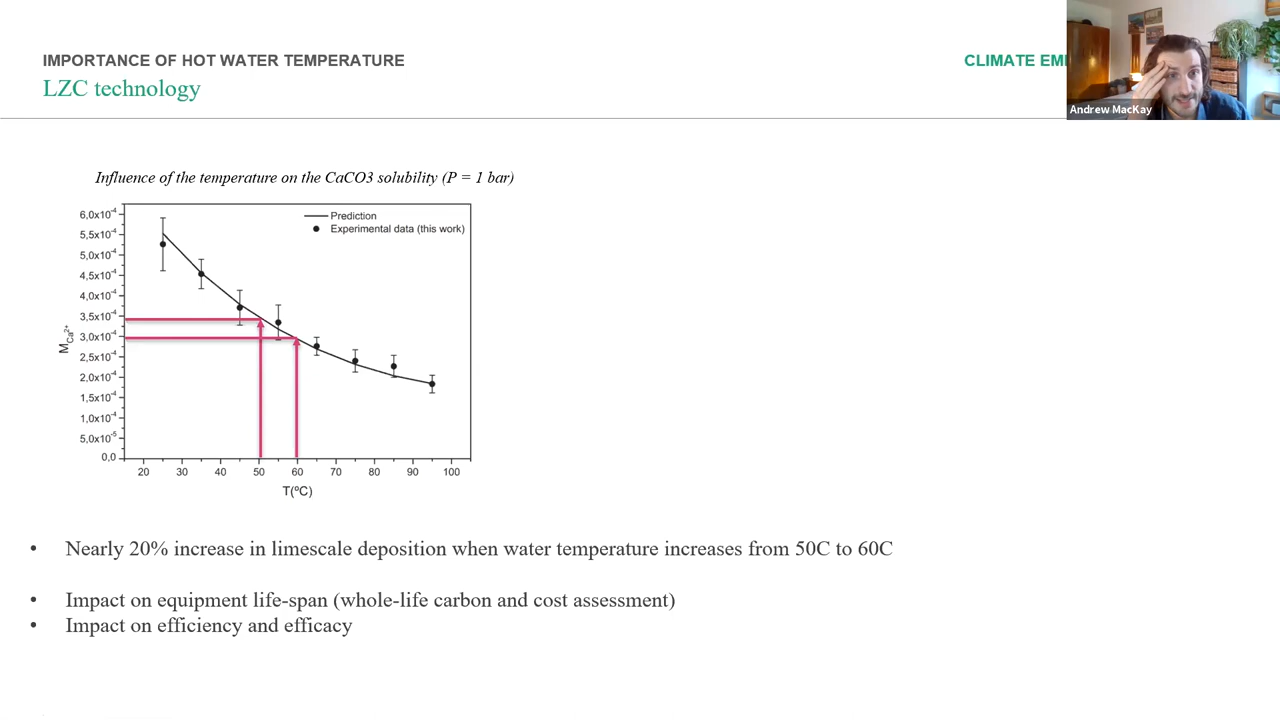 IMPORTANCE OF HOT WATER TEMPERATURE
LZC technology
CLIMATE
Andrew MacKay
Influence of the temperature on the CaCO3 solubility (P = 1 bar)
Prediction
Experimental data (this work)
6,0x10⁻⁴
5,5x10⁻⁴
5,0x10⁻⁴
4,5x10⁻⁴
4,0x10⁻⁴
3,5x10⁻⁴
3,0x10⁻⁴
2,5x10⁻⁴
2,0x10⁻⁴
1,5x10⁻⁴
1,0x10⁻⁴
5,0x10⁻⁵
0,0
M Ca²⁺
20 30 40 50 60 70 80 90 100
T(ºC)
• Nearly 20% increase in limescale deposition when water temperature increases from 50C to 60C
• Impact on equipment life-span (whole-life carbon and cost assessment)
• Impact on efficiency and efficacy